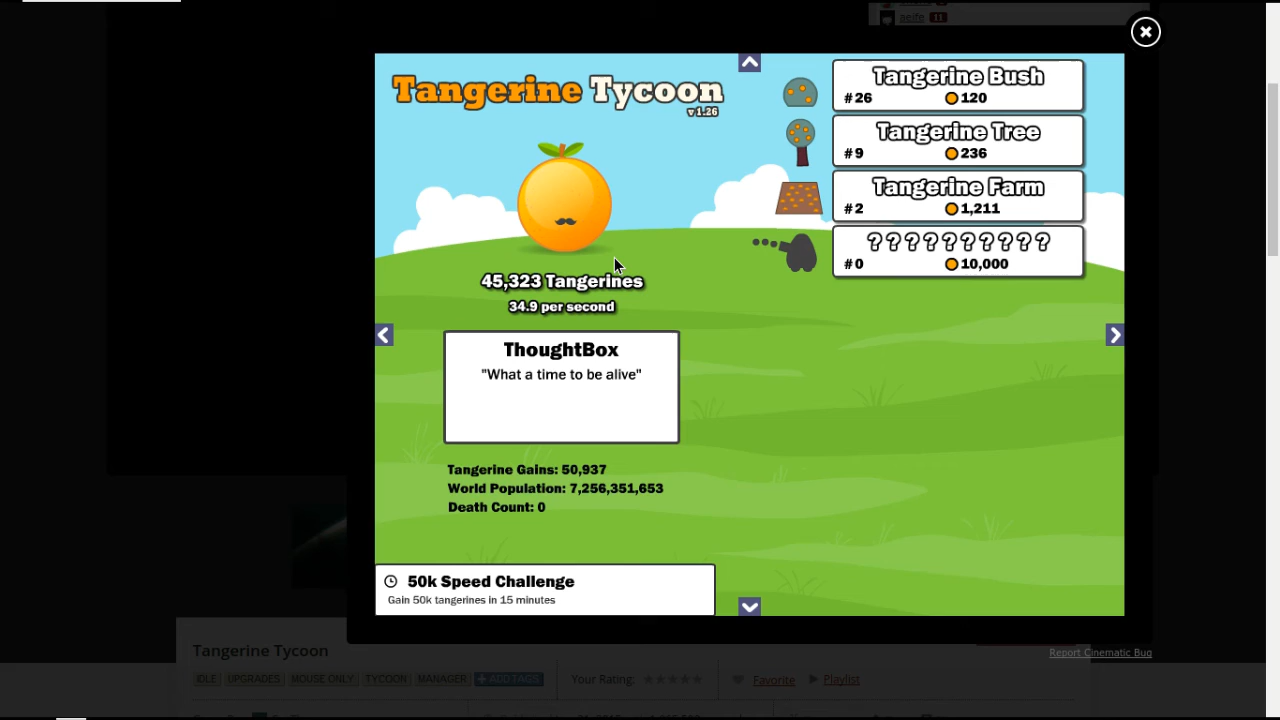 aeife 11
Tangerine Tycoon
v 1.26
Tangerine Bush
#26 120
Tangerine Tree
#9 236
Tangerine Farm
#2 1,211
??????????
#0 10,000
45,323 Tangerines
34.9 per second
ThoughtBox
"What a time to be alive"
Tangerine Gains: 50,937
World Population: 7,256,351,653
Death Count: 0
50k Speed Challenge
Gain 50k tangerines in 15 minutes
Report Cinematic Bug
Tangerine Tycoon
IDLE UPGRADES MOUSE ONLY TYCOON MANAGER + ADD TAGS Your Rating: Favorite Playlist